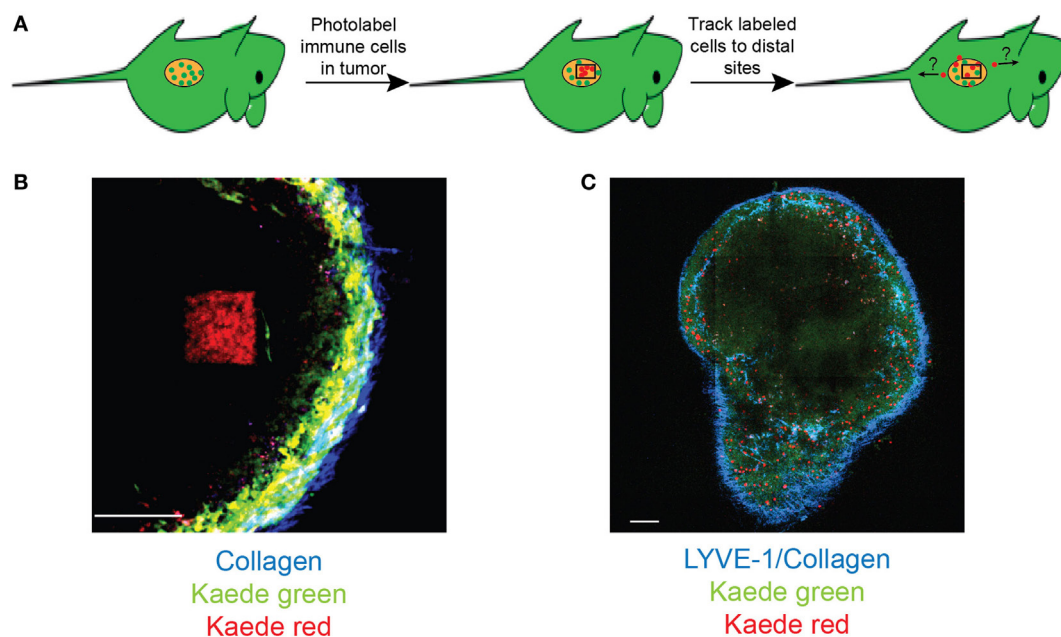 A
Photolabel
immune cells
in tumor
Track labeled
cells to distal
sites
?
?
B
Collagen
Kaede green
Kaede red
C
LYVE-1/Collagen
Kaede green
Kaede red